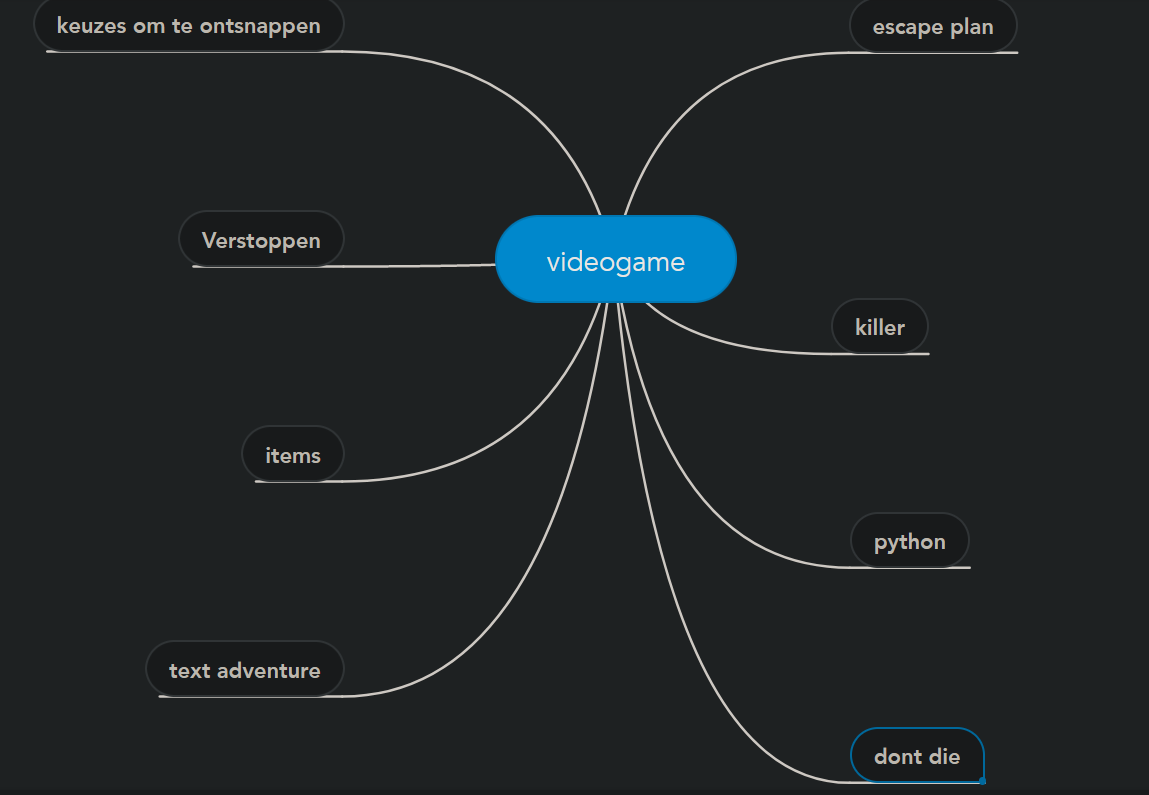 keuzes om te ontsnappen
escape plan
Verstoppen
videogame
killer
items
python
text adventure
dont die